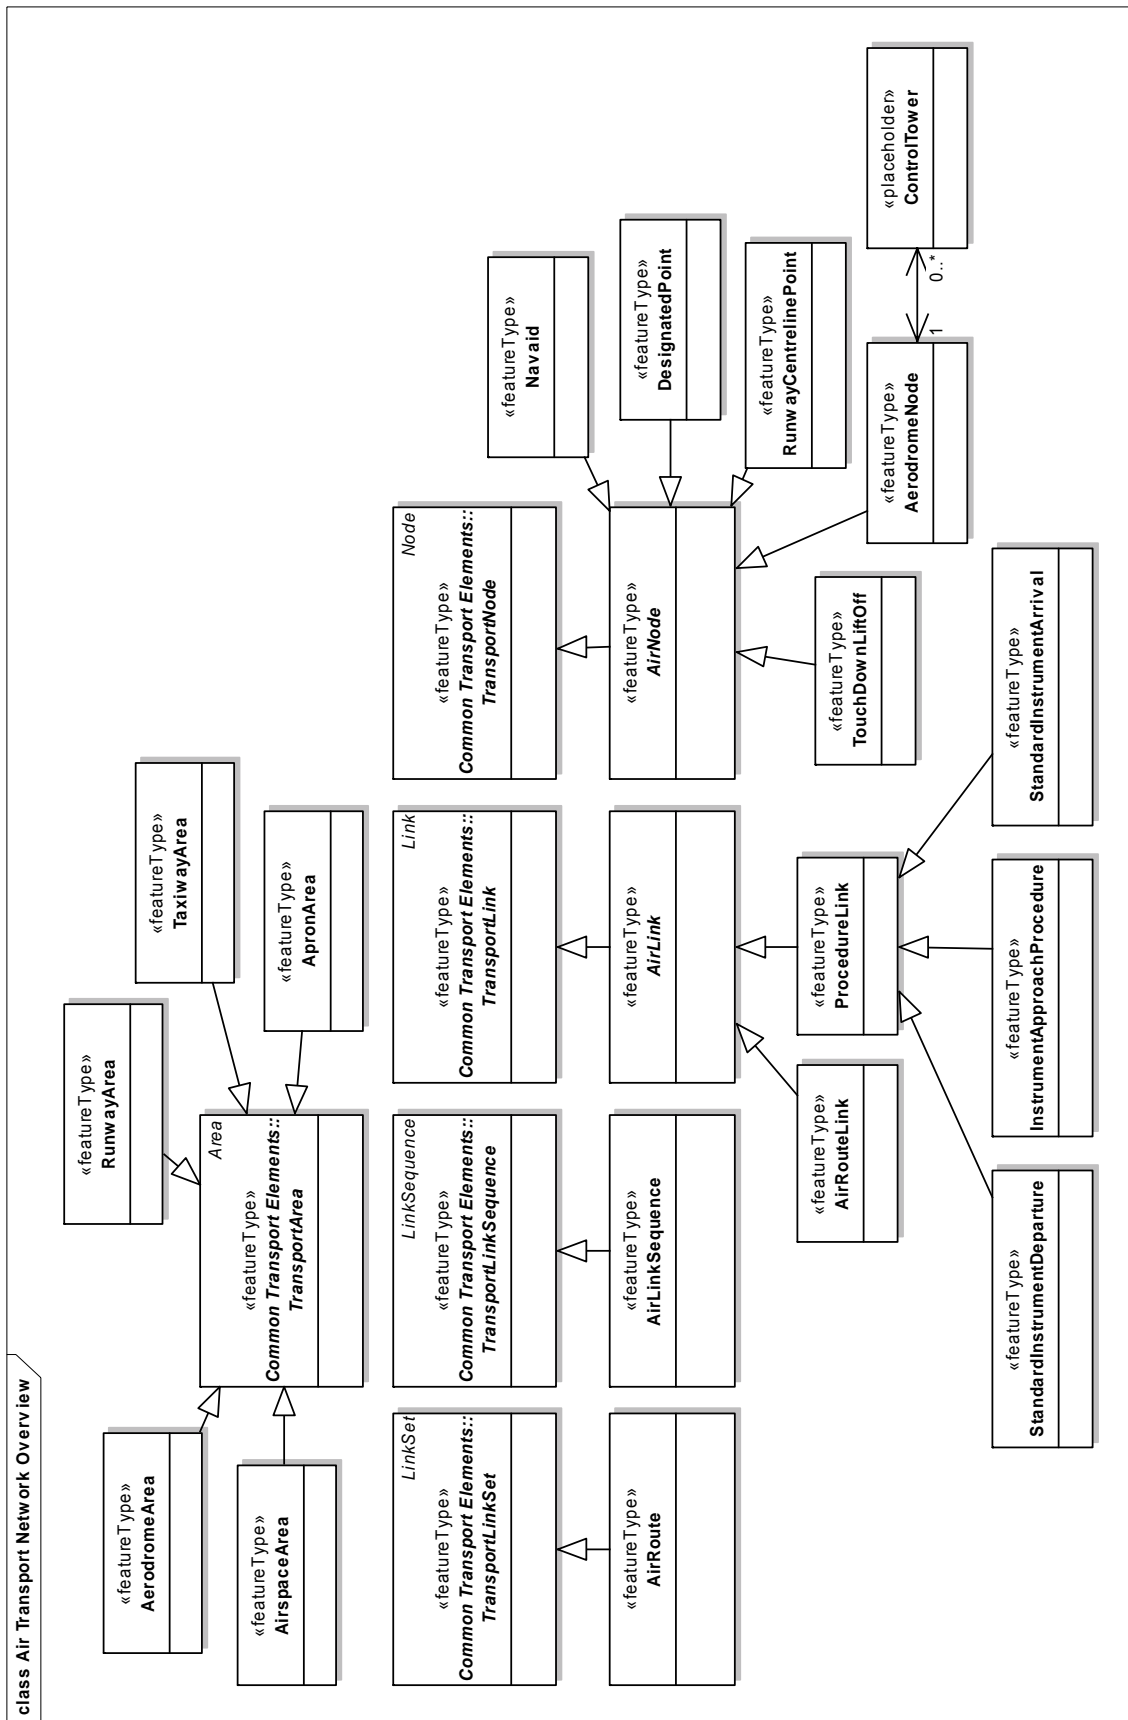 class Air Transport Network Overview
«featureType»
AerodromeArea
«featureType»
AirspaceArea
«featureType»
RunwayArea
«featureType»
TaxiwayArea
«featureType»
ApronArea
Area
«featureType»
Common Transport Elements::
TransportArea
LinkSet
«featureType»
Common Transport Elements::
TransportLinkSet
LinkSequence
«featureType»
Common Transport Elements::
TransportLinkSequence
Link
«featureType»
Common Transport Elements::
TransportLink
Node
«featureType»
Common Transport Elements::
TransportNode
«featureType»
Navaid
«featureType»
DesignatedPoint
«featureType»
RunwayCentrelinePoint
«featureType»
AirRoute
«featureType»
AirLinkSequence
«featureType»
AirLink
«featureType»
AirNode
«featureType»
AirRouteLink
«featureType»
ProcedureLink
«featureType»
TouchDownLiftOff
«featureType»
AerodromeNode
1
0..*
«placeholder»
ControlTower
«featureType»
StandardInstrumentDeparture
«featureType»
InstrumentApproachProcedure
«featureType»
StandardInstrumentArrival